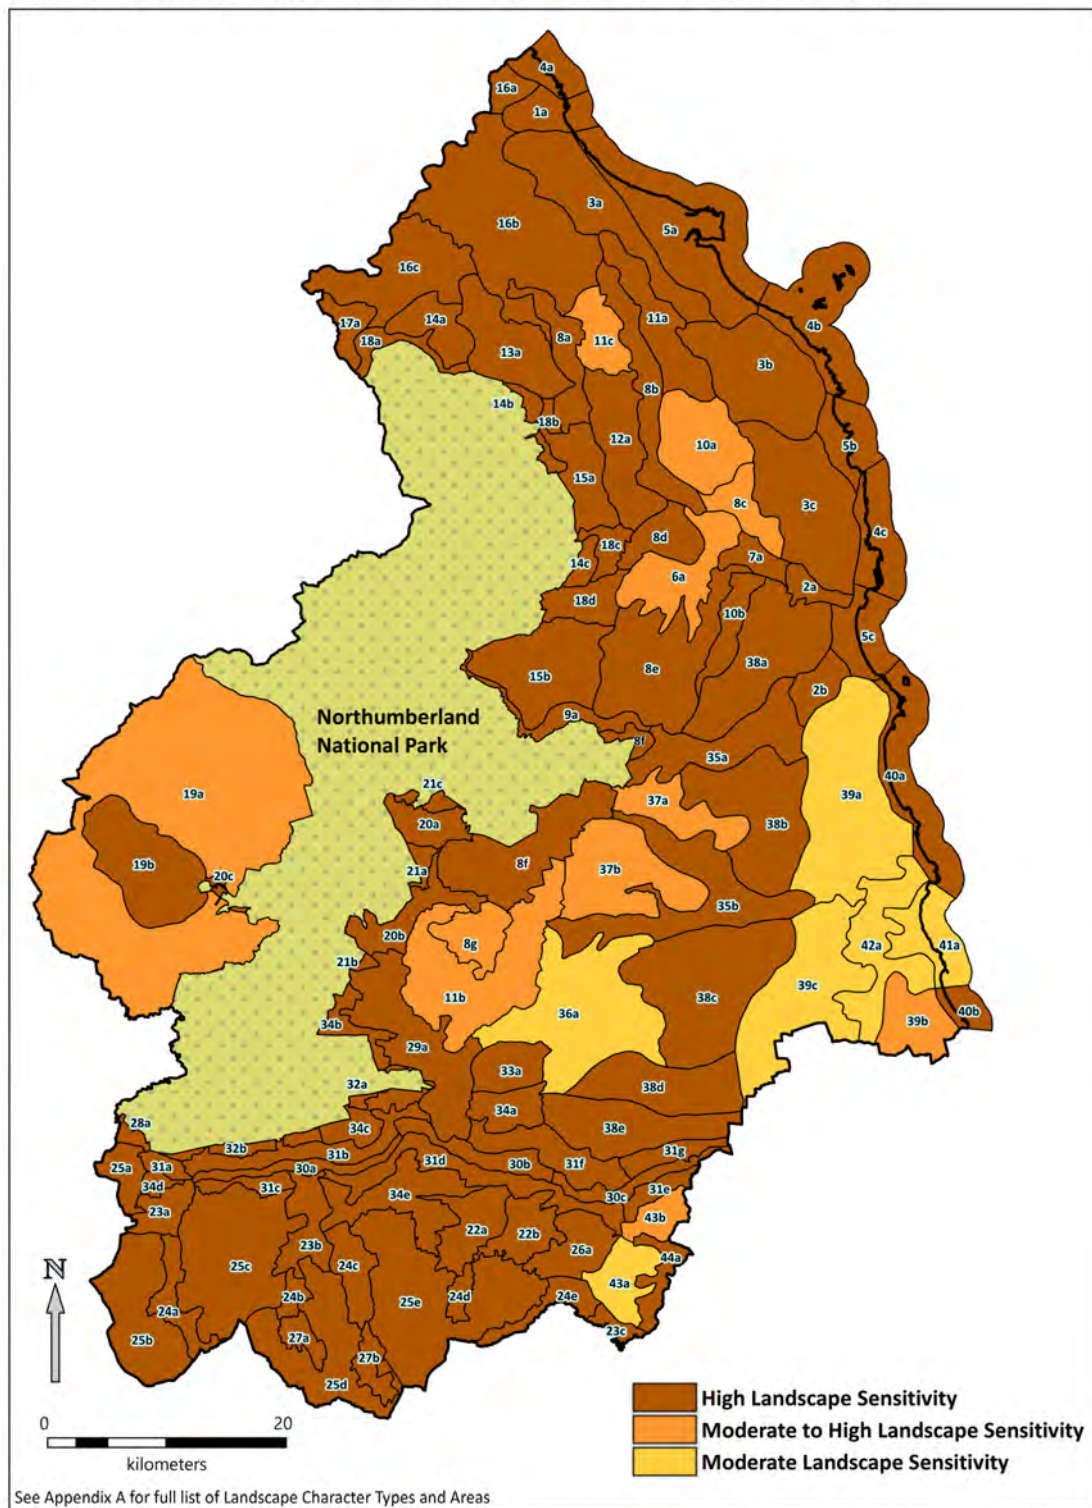 4a
16a
1a
3a
16b
5a
16c
4b
11a
17a
14a
18a
8a
11c
13a
3b
8b
14b
18b
12a
10a
5b
15a
8c
3c
4c
8d
18c
7a
14c
6a
2a
18d
10b
5c
38a
15b
8e
2b
9a
Northumberland
National Park
8f
35a
40a
21c
19a
37a
39a
20a
38b
19b
8f
37b
20c
21a
35b
20b
8g
42a
41a
21b
38c
39c
11b
36a
34b
39b
40b
29a
33a
32a
38d
34a
28a
34c
38e
32b
31b
31g
25a
31a
30a
31d
30b
31f
34d
31c
34e
30c
31e
23a
43b
22a
22b
23b
26a
44a
25c
24c
43a
24b
25e
24d
24e
24a
27a
23c
25b
27b
25d
N
0 20
kilometers
High Landscape Sensitivity
Moderate to High Landscape Sensitivity
Moderate Landscape Sensitivity
See Appendix A for full list of Landscape Character Types and Areas